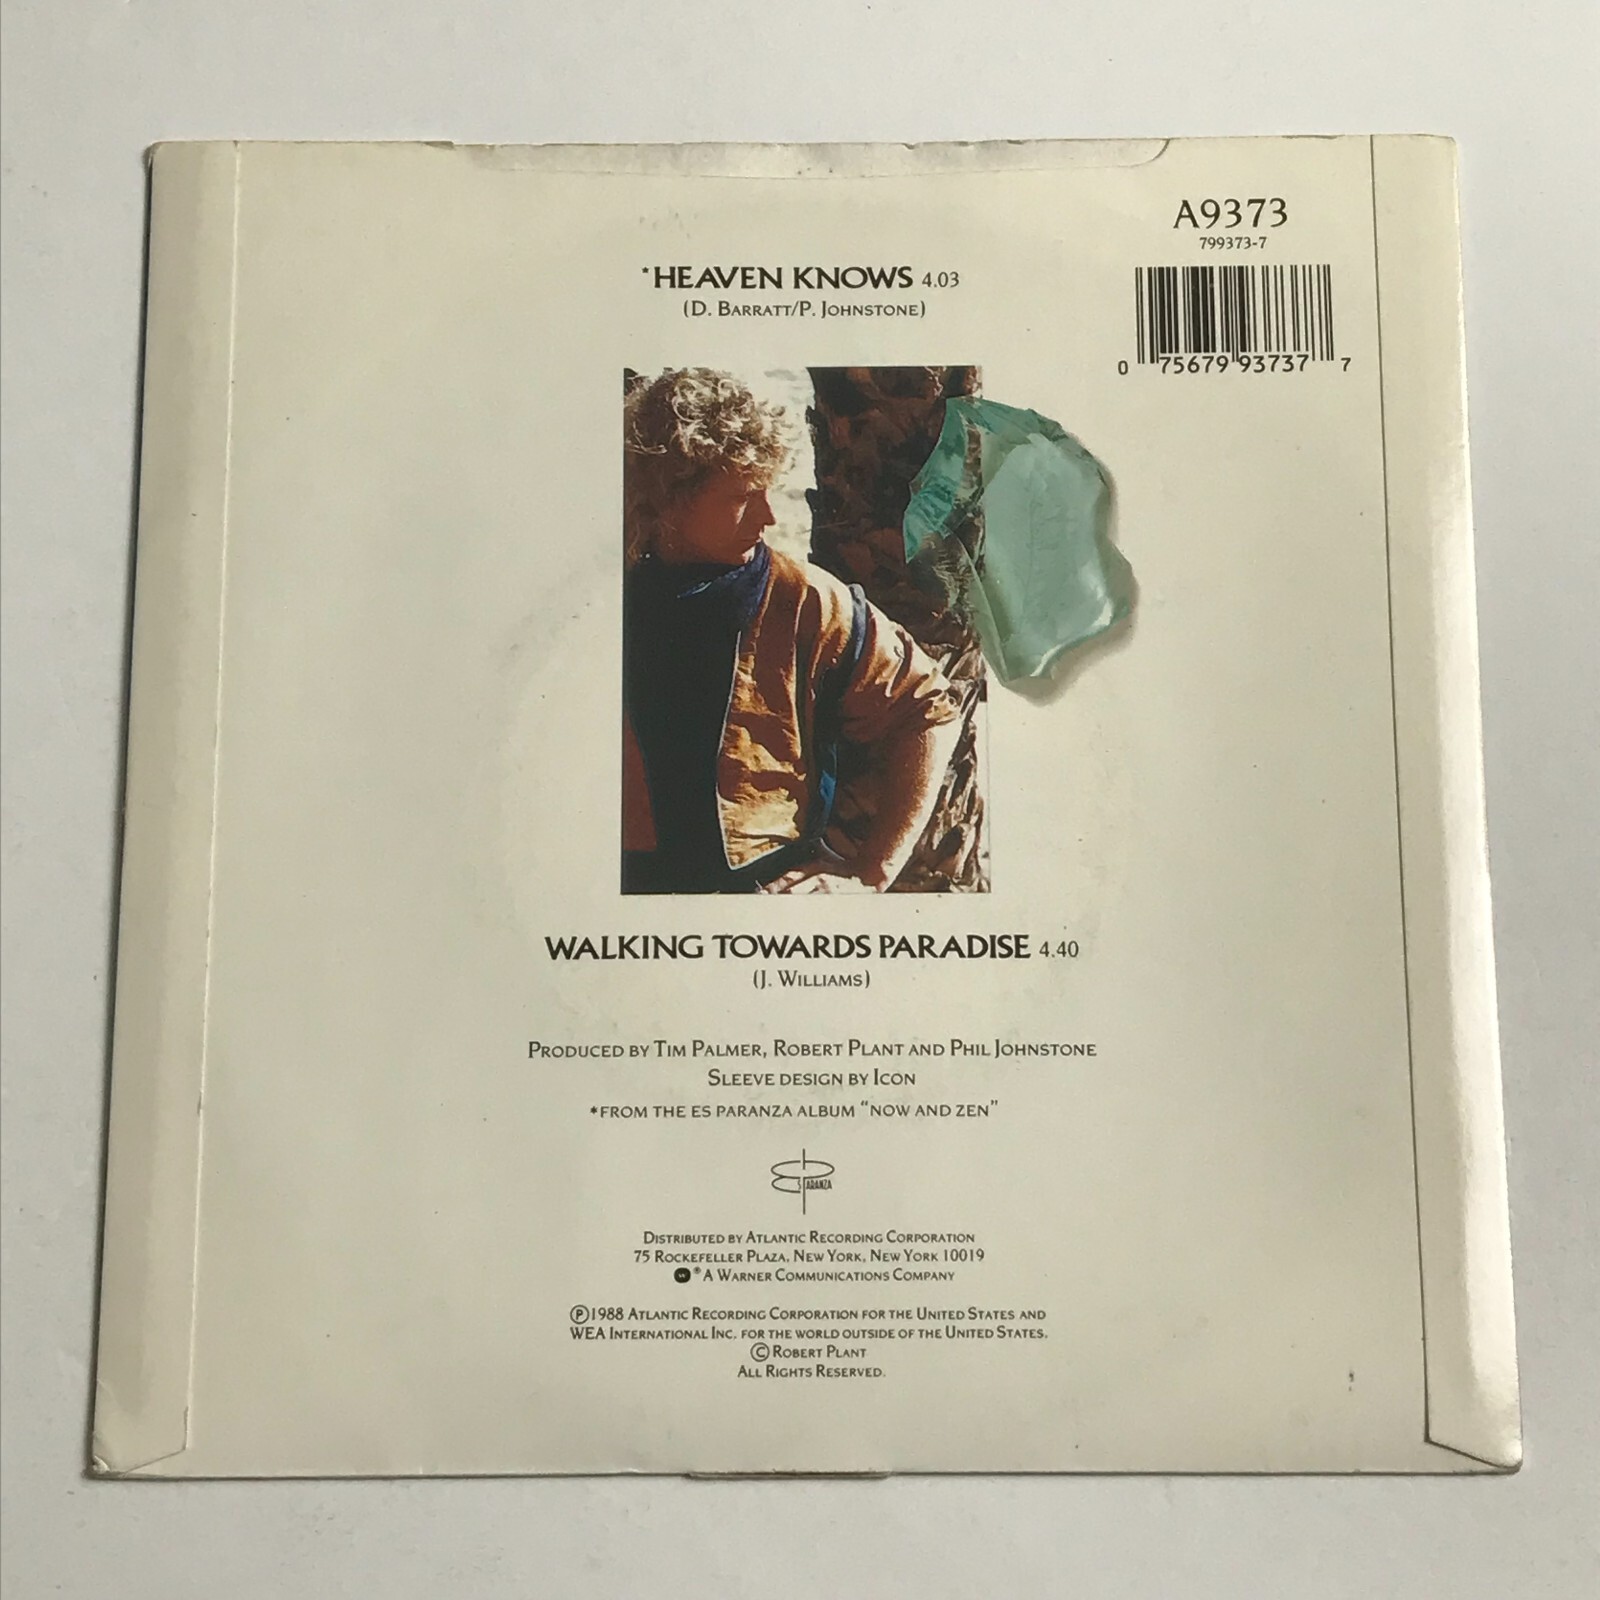 A9373
799373-7
0 75679 93737 7
*HEAVEN KNOWS 4.03
(D. BARRATT/P. JOHNSTONE)
WALKING TOWARDS PARADISE 4.40
(J. WILLIAMS)
PRODUCED BY TIM PALMER, ROBERT PLANT AND PHIL JOHNSTONE
SLEEVE DESIGN BY ICON
*FROM THE ES PARANZA ALBUM "NOW AND ZEN"
ES PARANZA
DISTRIBUTED BY ATLANTIC RECORDING CORPORATION
75 ROCKEFELLER PLAZA, NEW YORK, NEW YORK 10019
W ® A WARNER COMMUNICATIONS COMPANY
Ⓟ1988 ATLANTIC RECORDING CORPORATION FOR THE UNITED STATES AND
WEA INTERNATIONAL INC. FOR THE WORLD OUTSIDE OF THE UNITED STATES.
© ROBERT PLANT
ALL RIGHTS RESERVED.